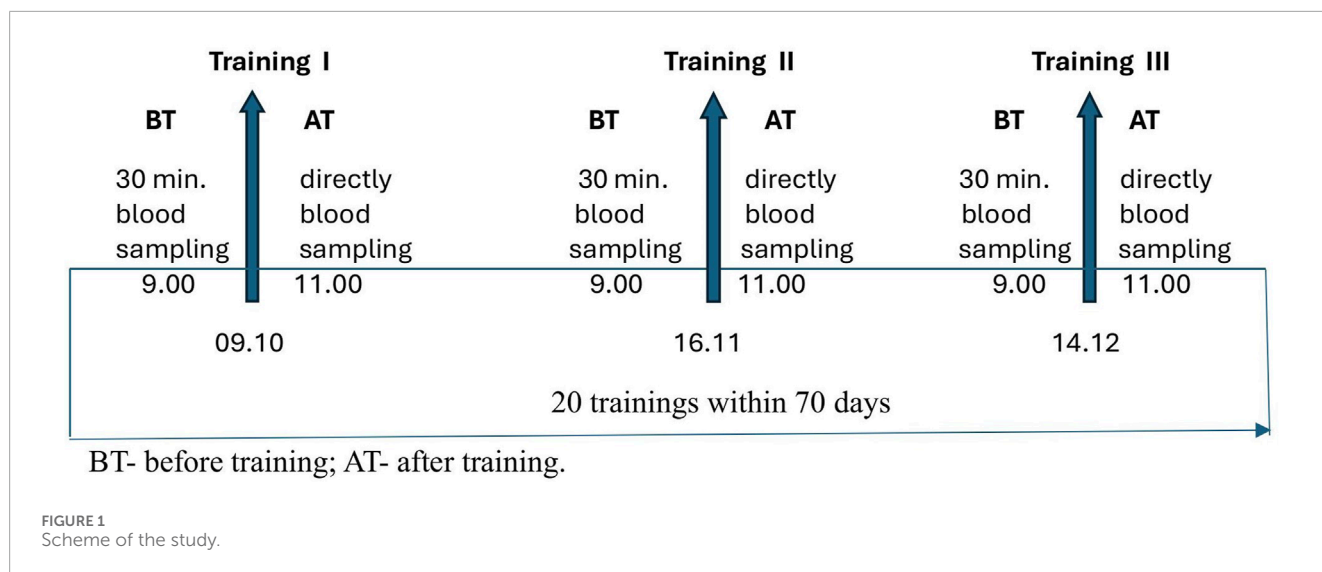 Training I
Training II
Training III
BT
AT
BT
AT
BT
AT
30 min.
blood
sampling
9.00
directly
blood
sampling
11.00
30 min.
blood
sampling
9.00
directly
blood
sampling
11.00
30 min.
blood
sampling
9.00
directly
blood
sampling
11.00
09.10
16.11
14.12
20 trainings within 70 days
BT- before training; AT- after training.
FIGURE 1
Scheme of the study.